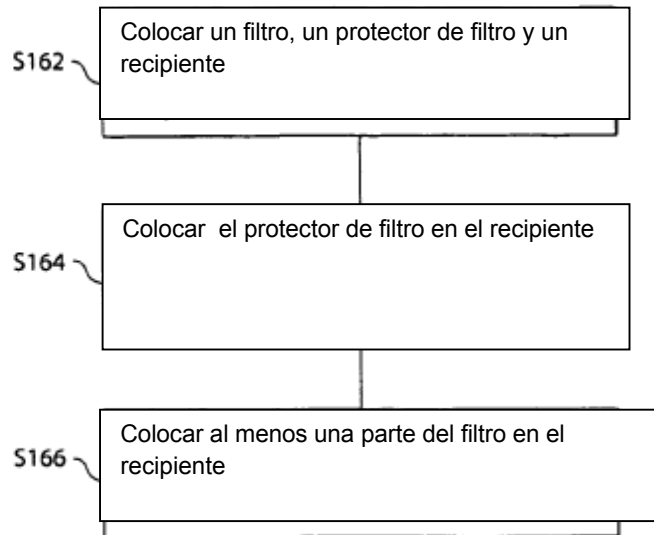 Colocar un filtro, un protector de filtro y un
recipiente
S162
Colocar el protector de filtro en el recipiente
S164
Colocar al menos una parte del filtro en el
recipiente
S166